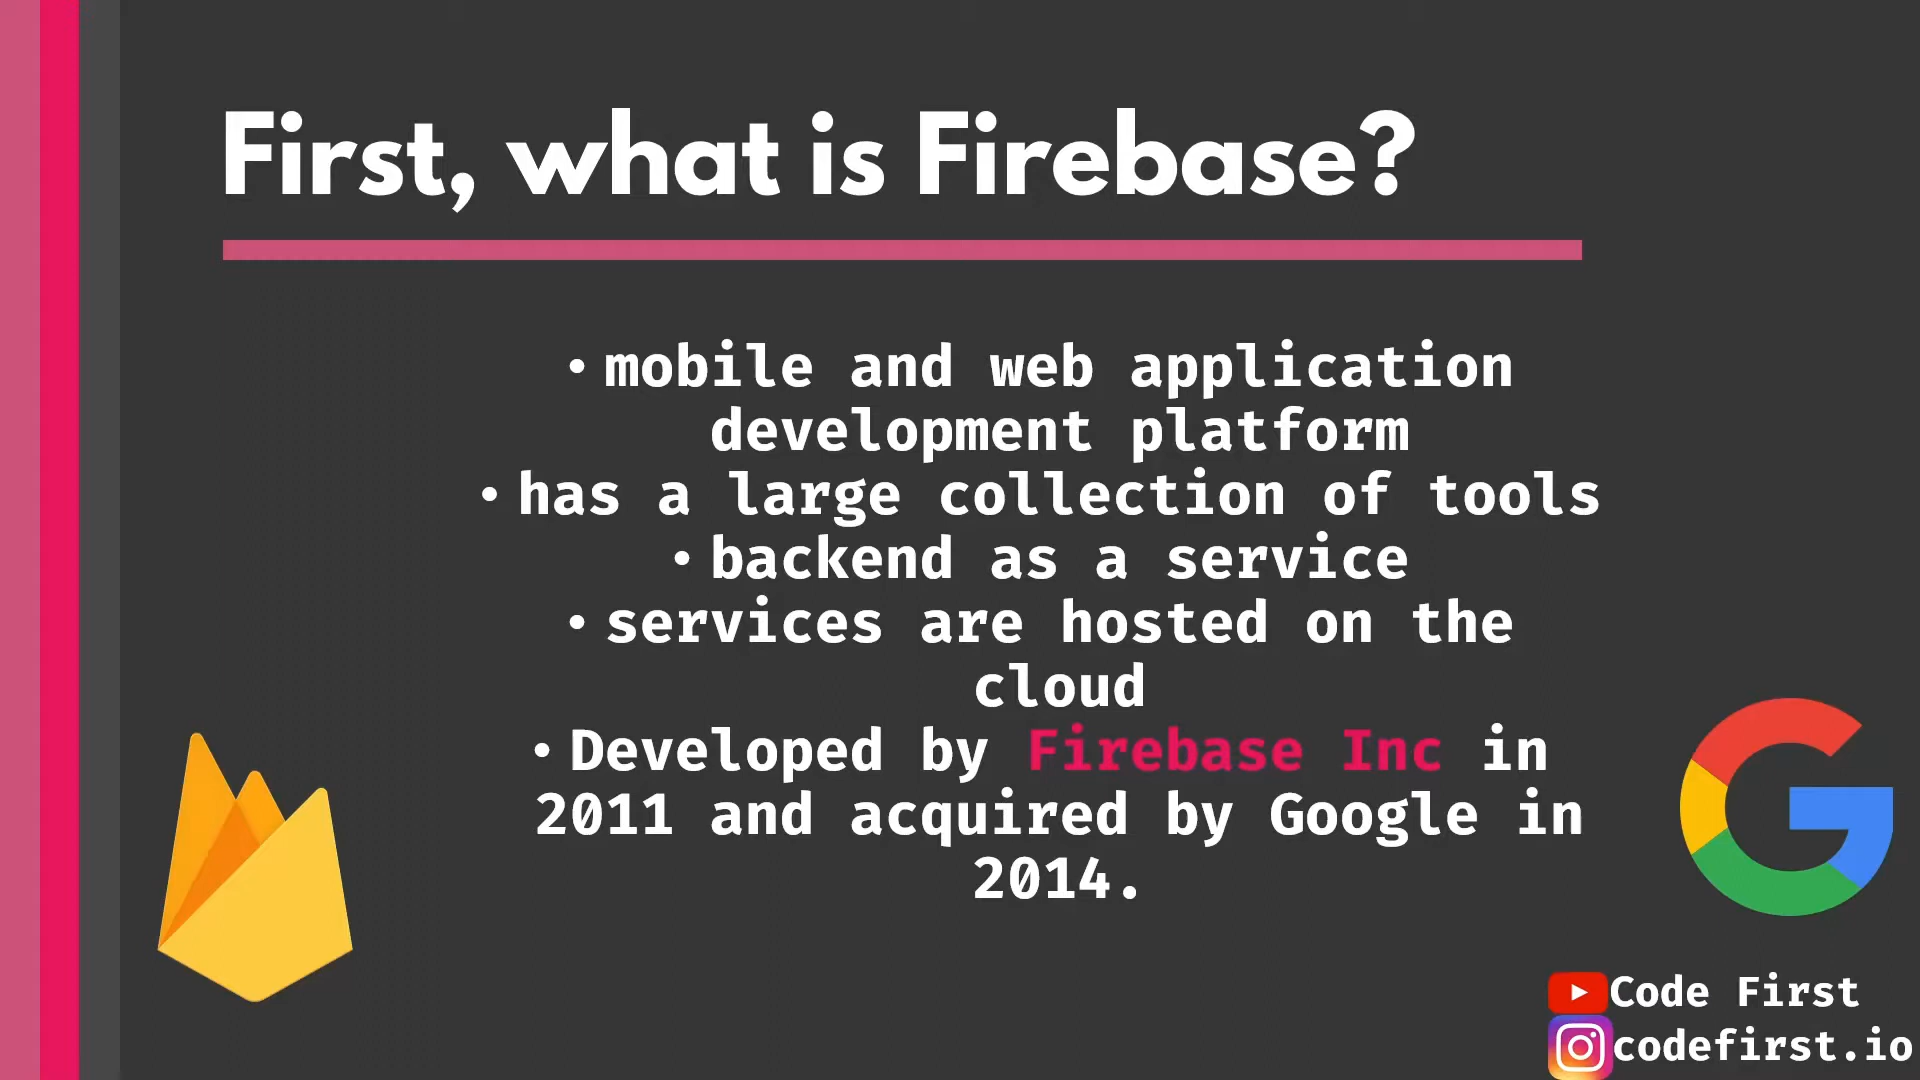 First, what is Firebase?
• mobile and web application
development platform
• has a large collection of tools
• backend as a service
• services are hosted on the
cloud
• Developed by Firebase Inc in
2011 and acquired by Google in
2014.
Code First
codefirst.io